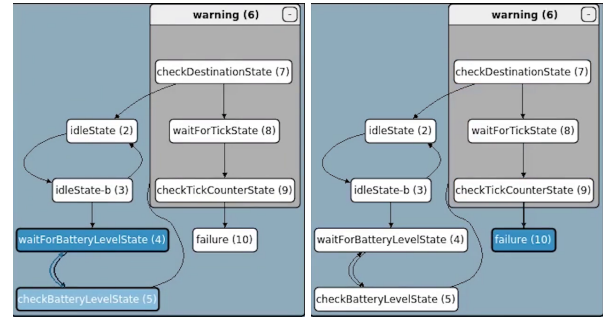 warning (6)
-
checkDestinationState (7)
idleState (2)
waitForTickState (8)
idleState-b (3)
checkTickCounterState (9)
waitForBatteryLevelState (4)
failure (10)
checkBatteryLevelState (5)
warning (6)
-
checkDestinationState (7)
idleState (2)
waitForTickState (8)
idleState-b (3)
checkTickCounterState (9)
waitForBatteryLevelState (4)
failure (10)
checkBatteryLevelState (5)